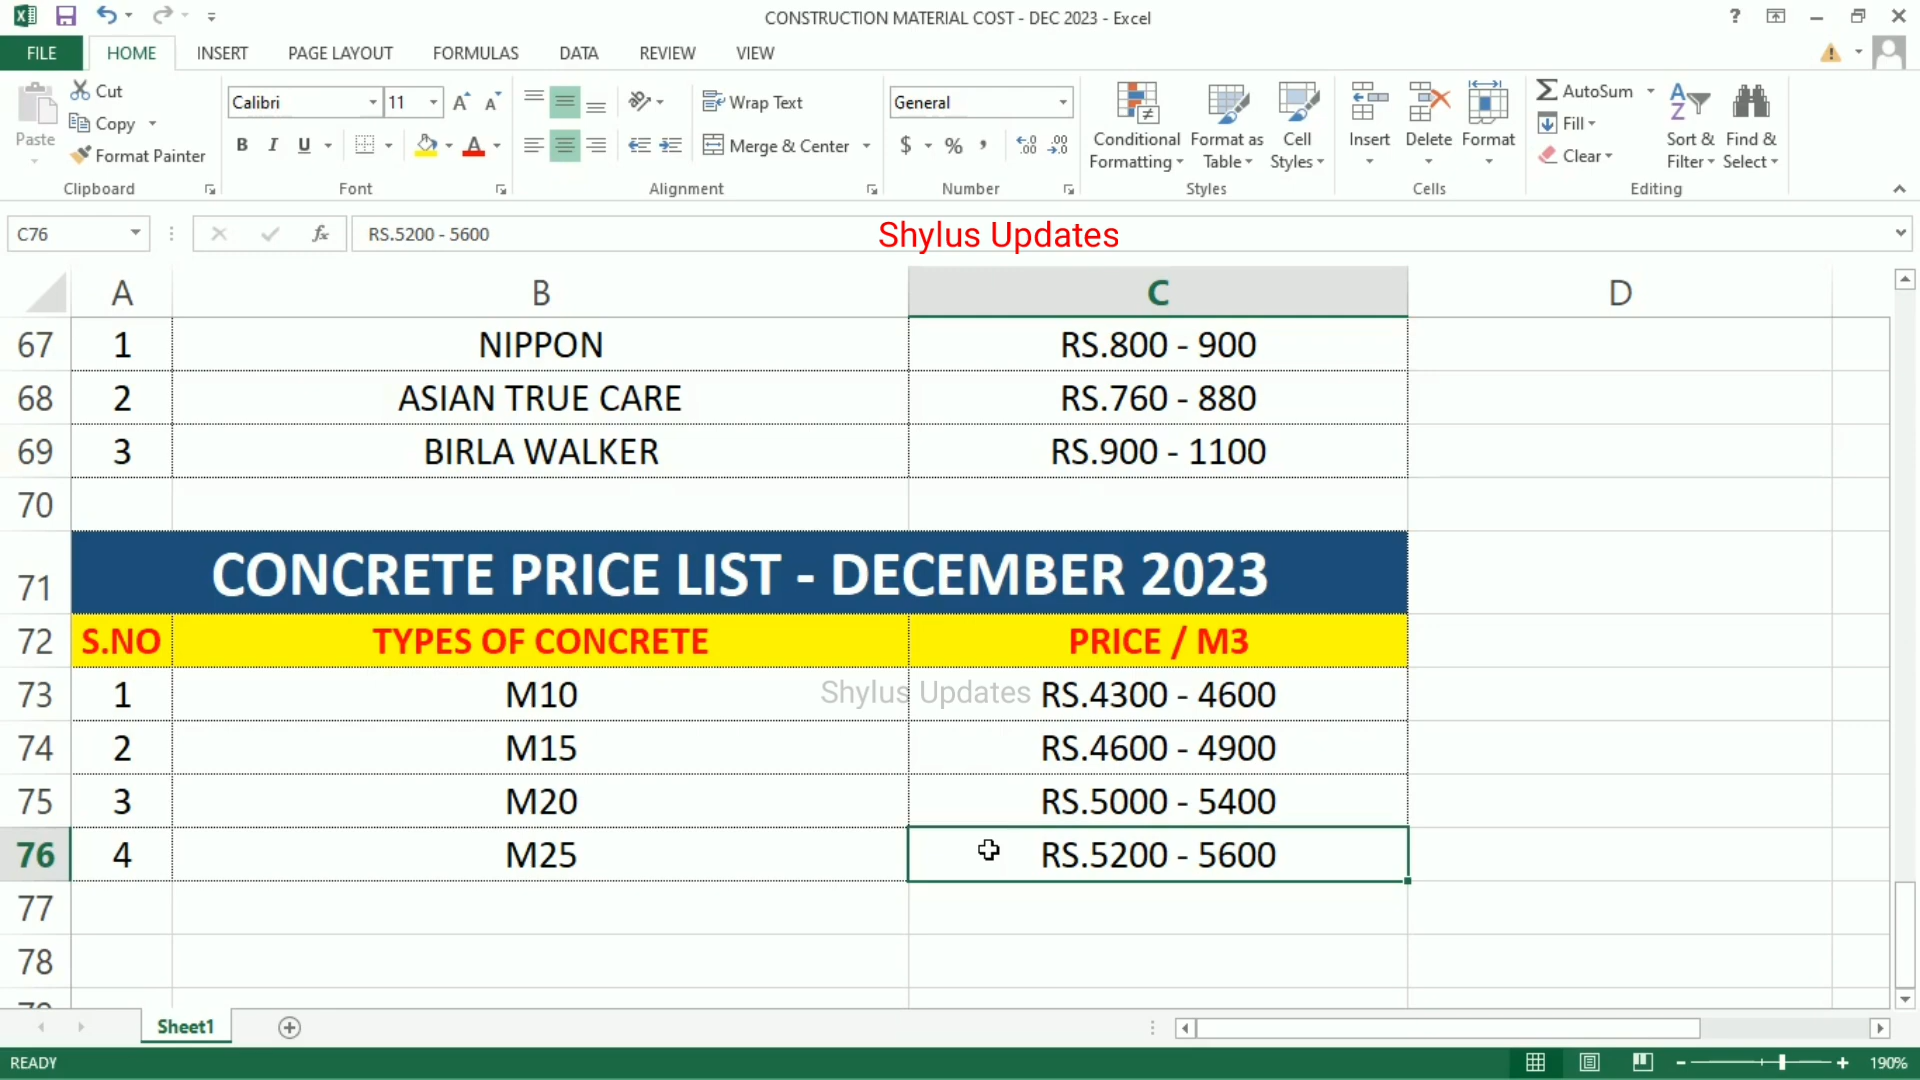 CONSTRUCTION MATERIAL COST - DEC 2023 - Excel
?
FILE HOME INSERT PAGE LAYOUT FORMULAS DATA REVIEW VIEW
Paste
Cut
Copy
Format Painter
Clipboard
Calibri 11
B I U
Font
Wrap Text
Merge & Center
Alignment
General
$ % ,
Number
Conditional Formatting
Format as Table
Cell Styles
Styles
Insert
Delete
Format
Cells
AutoSum
Fill
Clear
Sort & Filter
Find & Select
Editing
C76 fx RS.5200 - 5600
Shylus Updates
A B C D
67 1 NIPPON RS.800 - 900
68 2 ASIAN TRUE CARE RS.760 - 880
69 3 BIRLA WALKER RS.900 - 1100
70
71 CONCRETE PRICE LIST - DECEMBER 2023
72 S.NO TYPES OF CONCRETE PRICE / M3
73 1 M10 RS.4300 - 4600
Shylus Updates
74 2 M15 RS.4600 - 4900
75 3 M20 RS.5000 - 5400
76 4 M25 RS.5200 - 5600
77
78
Sheet1
READY
190%